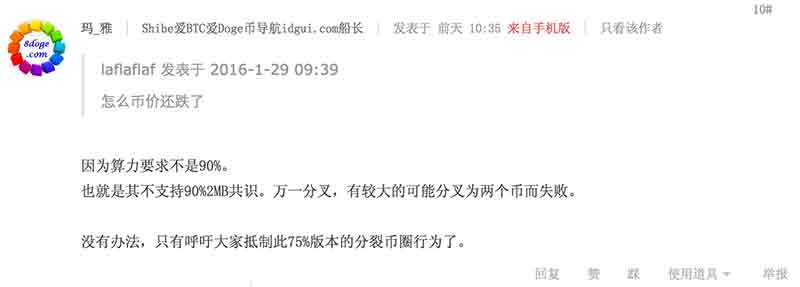 10#
8doge
.com
玛_雅 Shibe爱BTC爱Doge币导航idgui.com船长 发表于 前天 10:35 来自手机版 只看该作者
laflaflaf 发表于 2016-1-29 09:39
怎么币价还跌了
因为算力要求不是90%。
也就是其不支持90%2MB共识。万一分叉，有较大的可能分叉为两个币而失败。
没有办法，只有呼吁大家抵制此75%版本的分裂币圈行为了。
回复 赞 踩 使用道具 举报